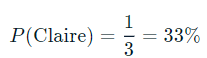 P(Claire) = 1/3 = 33%